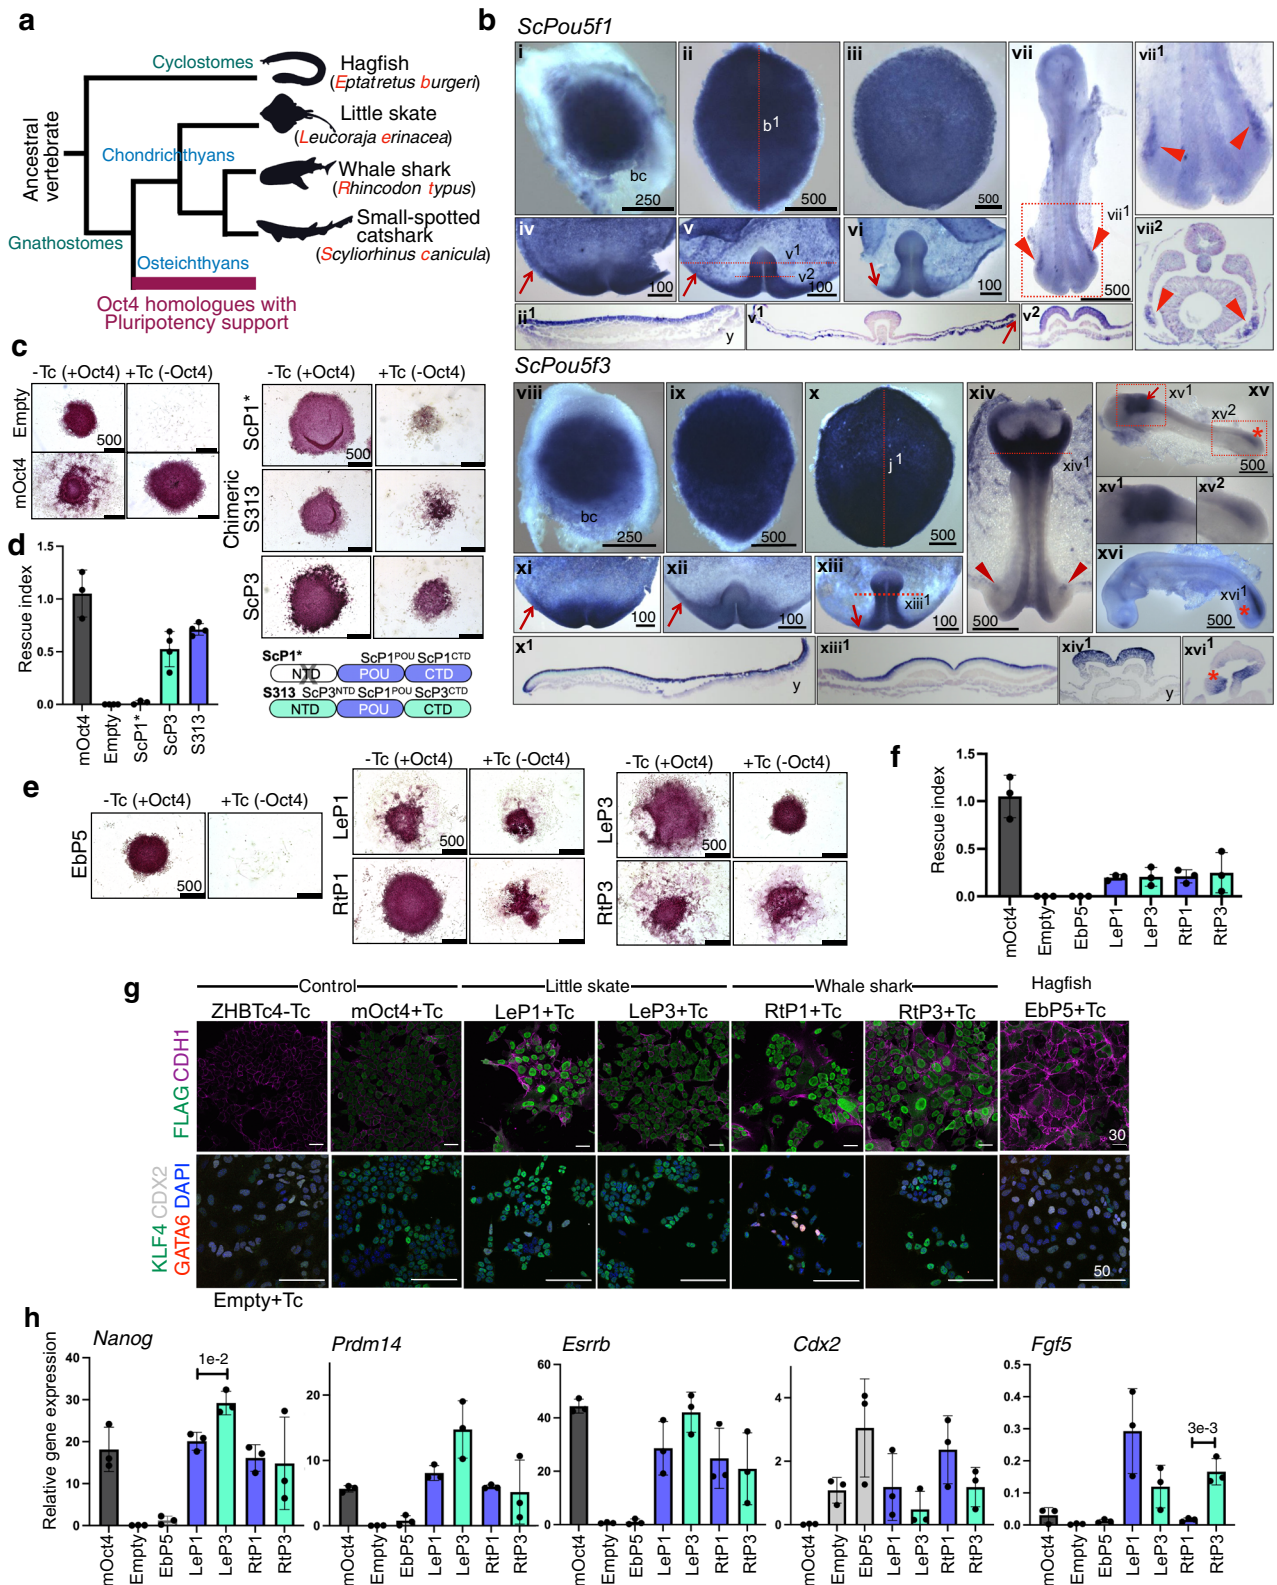 a
Ancestral vertebrate
Cyclostomes
Hagfish
(Eptatretus burgeri)
Little skate
(Leucoraja erinacea)
Chondrichthyans
Whale shark
(Rhincodon typus)
Small-spotted
catshark
(Scyliorhinus canicula)
Gnathostomes
Osteichthyans
Oct4 homologues with
Pluripotency support
b
ScPou5f1
i
bc
250
ii
b1
500
iii
500
vii
vii1
500
vii1
iv
100
v
v1
v2
100
vi
100
vii2
ii1
y
v1
v2
ScPou5f3
viii
bc
250
ix
500
x
j1
500
xiv
xiv1
500
xv
xv1
xv2
*
500
xv1
xv2
xi
100
xii
100
xiii
xiii1
100
xvi
xvi1
*
500
x1
y
xiii1
xiv1
y
xvi1
*
c
-Tc (+Oct4) +Tc (-Oct4)
Empty
500
mOct4
-Tc (+Oct4) +Tc (-Oct4)
ScP1*
500
Chimeric
S313
ScP3
ScP1* ScP1POU ScP1CTD
NTD X POU CTD
S313 ScP3NTD ScP1POU ScP3CTD
NTD POU CTD
d
Rescue index
1.5
1.0
0.5
0.0
mOct4
Empty
ScP1*
ScP3
S313
e
-Tc (+Oct4) +Tc (-Oct4)
EbP5
500
-Tc (+Oct4) +Tc (-Oct4)
LeP1
500
RtP1
-Tc (+Oct4) +Tc (-Oct4)
LeP3
500
RtP3
f
Rescue index
1.5
1.0
0.5
0.0
mOct4
Empty
EbP5
LeP1
LeP3
RtP1
RtP3
g
Control Little skate Whale shark Hagfish
ZHBTc4-Tc mOct4+Tc LeP1+Tc LeP3+Tc RtP1+Tc RtP3+Tc EbP5+Tc
FLAG CDH1
30
KLF4 CDX2
GATA6 DAPI
50
Empty+Tc
h
Relative gene expression
Nanog
40
30
20
10
0
1e-2
mOct4
Empty
EbP5
LeP1
LeP3
RtP1
RtP3
Prdm14
20
10
0
mOct4
Empty
EbP5
LeP1
LeP3
RtP1
RtP3
Esrrb
60
40
20
0
mOct4
Empty
EbP5
LeP1
LeP3
RtP1
RtP3
Cdx2
4
2
0
mOct4
Empty
EbP5
LeP1
LeP3
RtP1
RtP3
Fgf5
0.5
0.4
0.3
0.2
0.1
0.0
3e-3
mOct4
Empty
EbP5
LeP1
LeP3
RtP1
RtP3